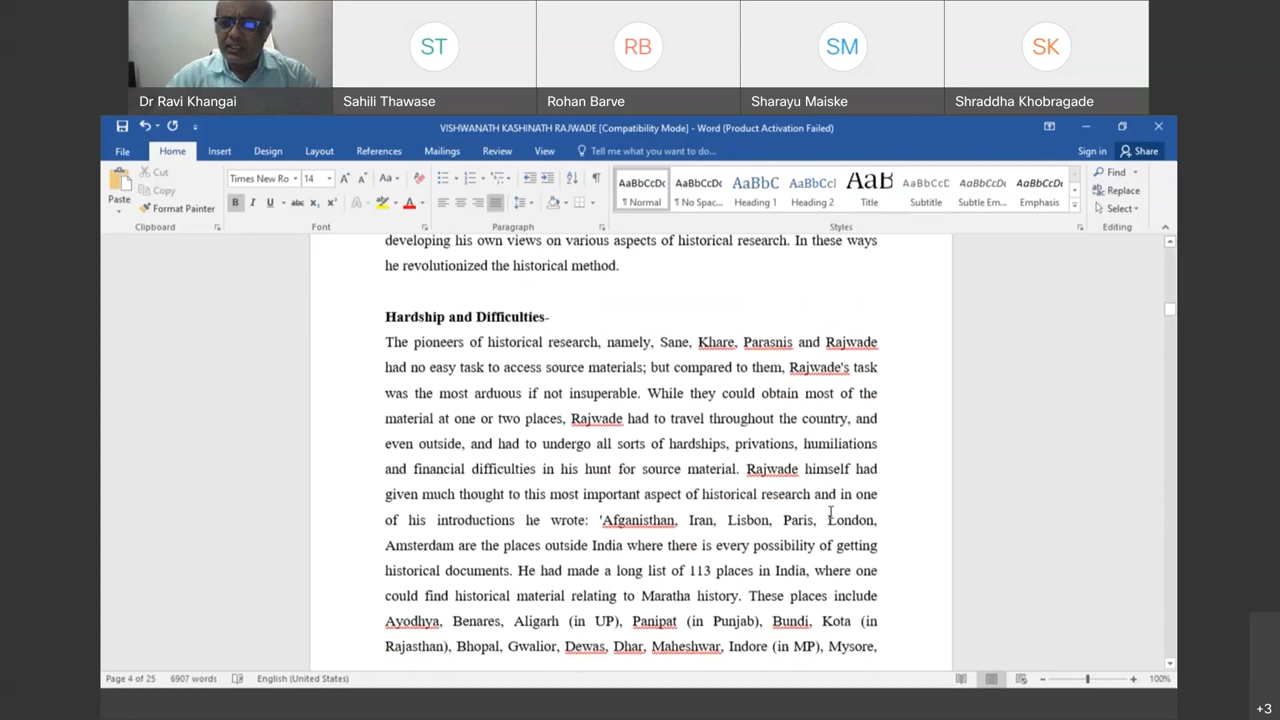 ST
RB
SM
SK
Dr Ravi Khangai
Sahili Thawase
Rohan Barve
Sharayu Maiske
Shraddha Khobragade
VISHWANATH KASHINATH RAJWADE [Compatibility Mode] - Word (Product Activation Failed)
File Home Insert Design Layout References Mailings Review View Tell me what you want to do... Sign in Share
Paste
Cut
Copy
Format Painter
Clipboard
Times New Ro 14
Font
Paragraph
AaBbCcDc AaBbCcDc AaBbC AaBbCcl AaB AaBbCcD AaBbCcDt AaBbCcDt
¶ Normal ¶ No Spac... Heading 1 Heading 2 Title Subtitle Subtle Em... Emphasis
Styles
Find
Replace
Select
Editing
developing his own views on various aspects of historical research. In these ways
he revolutionized the historical method.
Hardship and Difficulties-
The pioneers of historical research, namely, Sane, Khare, Parasnis and Rajwade
had no easy task to access source materials; but compared to them, Rajwade's task
was the most arduous if not insuperable. While they could obtain most of the
material at one or two places, Rajwade had to travel throughout the country, and
even outside, and had to undergo all sorts of hardships, privations, humiliations
and financial difficulties in his hunt for source material. Rajwade himself had
given much thought to this most important aspect of historical research and in one
of his introductions he wrote: 'Afganisthan, Iran, Lisbon, Paris, London,
Amsterdam are the places outside India where there is every possibility of getting
historical documents. He had made a long list of 113 places in India, where one
could find historical material relating to Maratha history. These places include
Ayodhya, Benares, Aligarh (in UP), Panipat (in Punjab), Bundi, Kota (in
Rajasthan), Bhopal, Gwalior, Dewas, Dhar, Maheshwar, Indore (in MP), Mysore,
Page 4 of 25 6907 words English (United States) 100%
+3